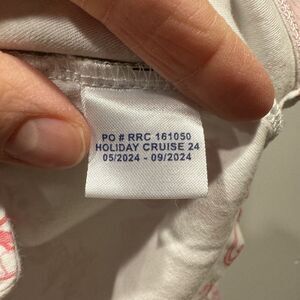 PO # RRC 161050
HOLIDAY CRUISE 24
05/2024 - 09/2024